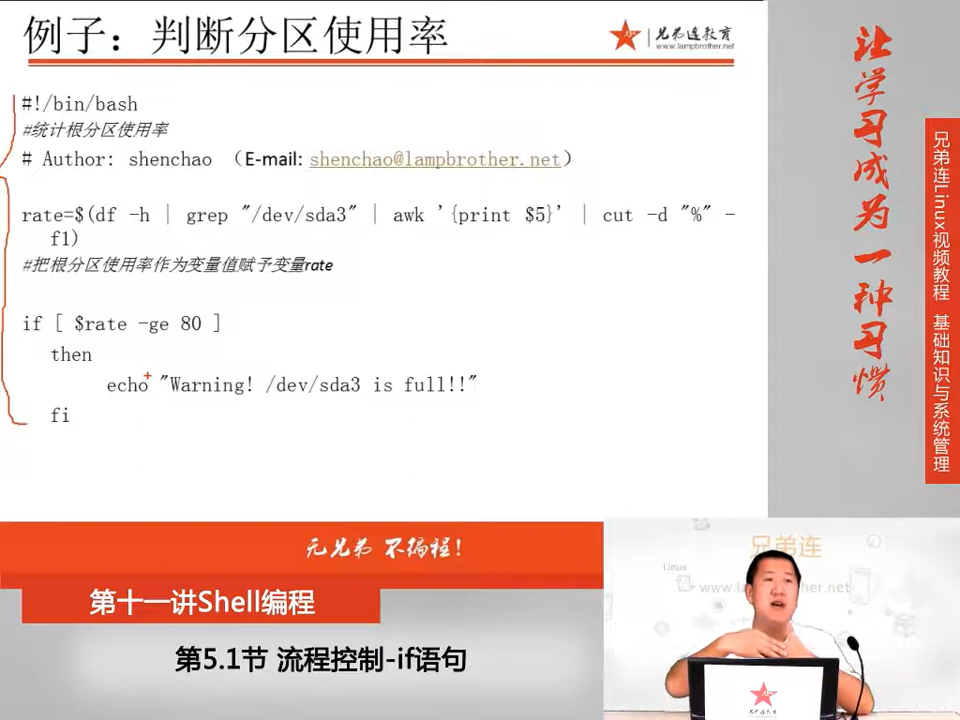 例子：判断分区使用率
兄弟连教育
www.lampbrother.net
#!/bin/bash
#统计根分区使用率
# Author: shenchao （E-mail: shenchao@lampbrother.net）
rate=$(df -h | grep "/dev/sda3" | awk '{print $5}' | cut -d "%" -
f1)
#把根分区使用率作为变量值赋予变量rate
if [ $rate -ge 80 ]
then
echo "Warning! /dev/sda3 is full!!"
fi
让学习成为一种习惯
兄弟连Linux视频教程 基础知识与系统管理
无兄弟 不编程！
第十一讲Shell编程
第5.1节 流程控制-if语句
兄弟连
Linux
兄弟连教育